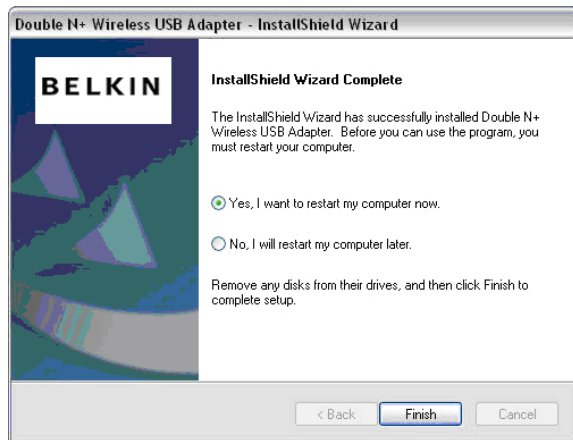 Double N+ Wireless USB Adapter - InstallShield Wizard
BELKIN
InstallShield Wizard Complete
The InstallShield Wizard has successfully installed Double N+
Wireless USB Adapter. Before you can use the program, you
must restart your computer.
Yes, I want to restart my computer now.
No, I will restart my computer later.
Remove any disks from their drives, and then click Finish to
complete setup.
< Back Finish Cancel